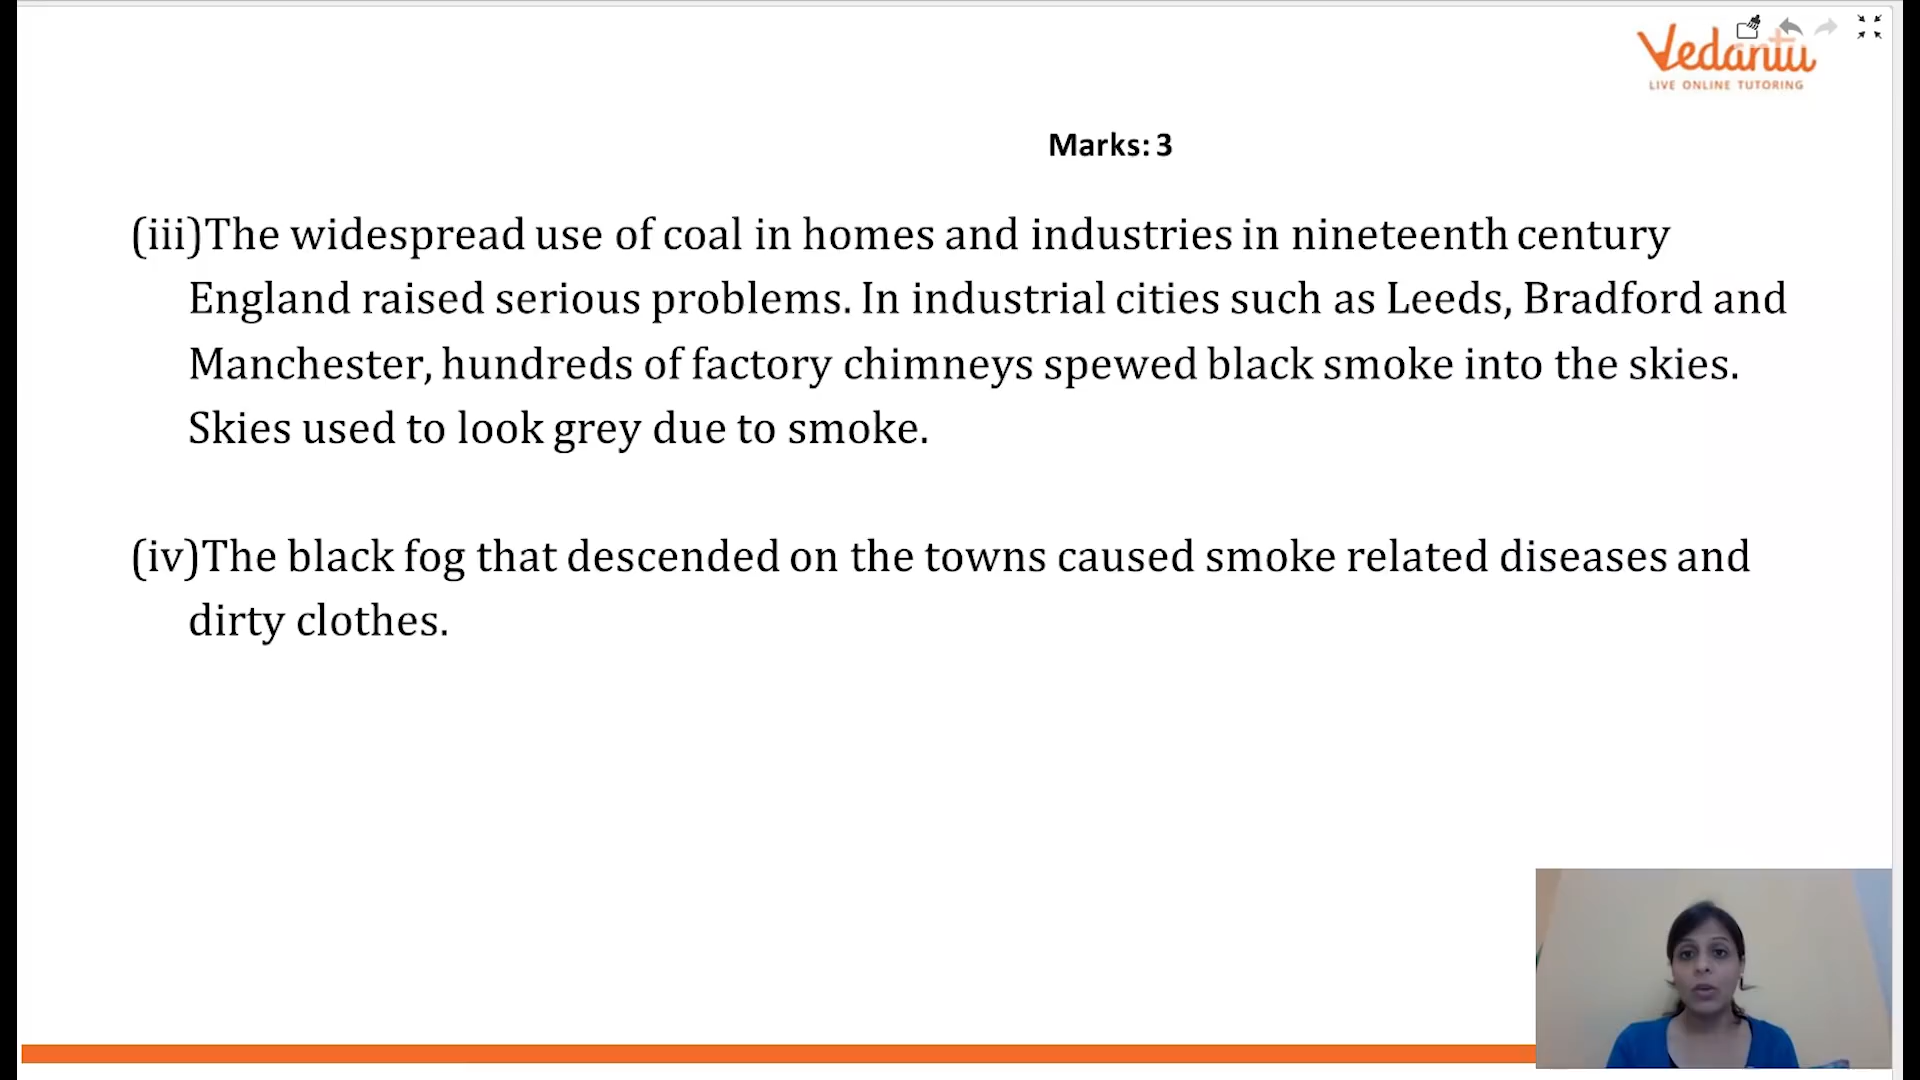 Vedantu
LIVE ONLINE TUTORING
Marks: 3
(iii)The widespread use of coal in homes and industries in nineteenth century
England raised serious problems. In industrial cities such as Leeds, Bradford and
Manchester, hundreds of factory chimneys spewed black smoke into the skies.
Skies used to look grey due to smoke.
(iv)The black fog that descended on the towns caused smoke related diseases and
dirty clothes.